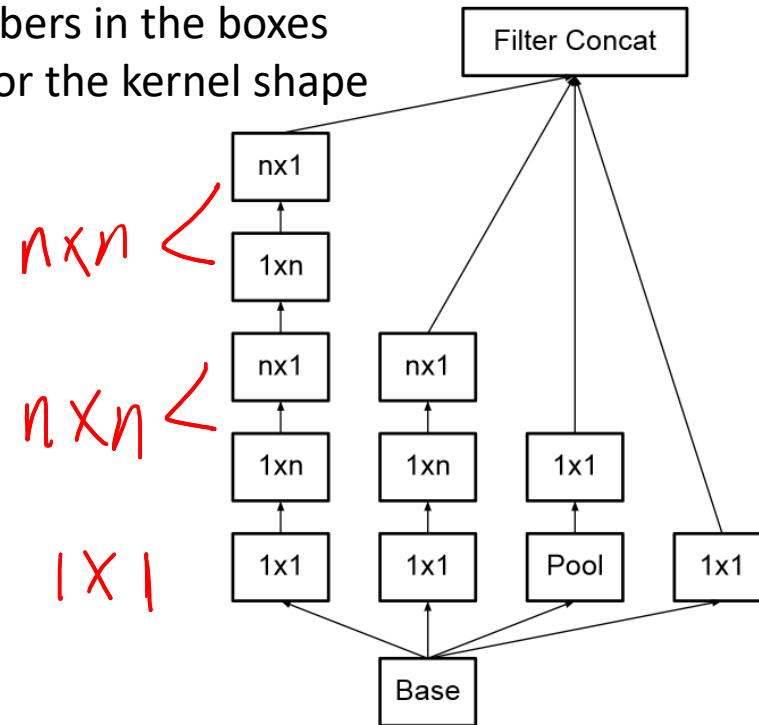 bers in the boxes
or the kernel shape
Filter Concat
nx1
nxn <
1xn
nx1 nx1
nxn <
1xn 1xn 1x1
1x1 1x1 1x1 Pool 1x1
Base